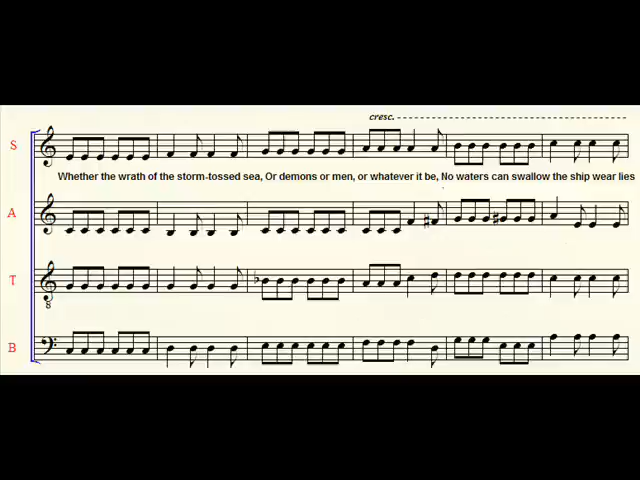 cresc.
S
Whether the wrath of the storm-tossed sea, Or demons or men, or whatever it be, No waters can swallow the ship wear lies
A
T
8
B